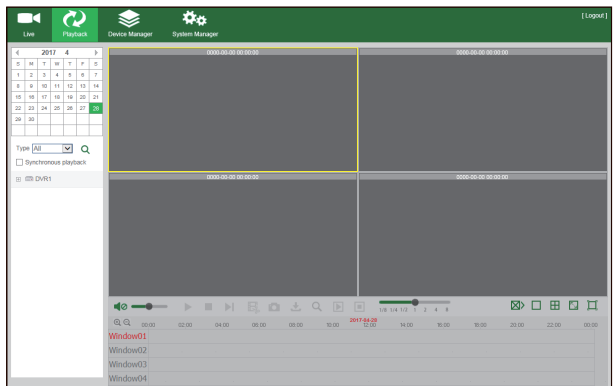 [ Logout ]
Live Playback Device Manager System Manager
2017 4
S M T W T F S
1 2 3 4 5 6 7
8 9 10 11 12 13 14
15 16 17 18 19 20 21
22 23 24 25 26 27 28
29 30
Type All
Synchronous playback
DVR1
0000-00-00 00:00:00 0000-00-00 00:00:00
0000-00-00 00:00:00 0000-00-00 00:00:00
1/8 1/4 1/2 1 2 4 8
2017-04-28
00:00 02:00 04:00 06:00 08:00 10:00 12:00 14:00 16:00 18:00 20:00 22:00 00:00
Window01
Window02
Window03
Window04